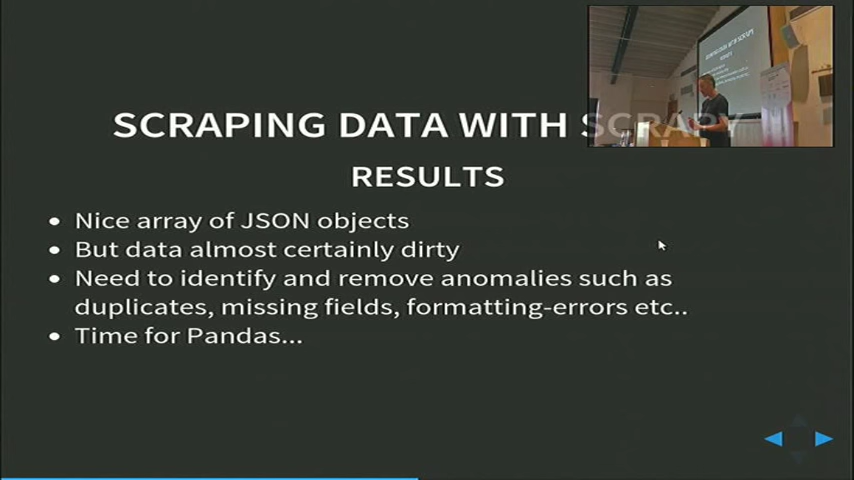 SCRAPING DATA WITH SCRAPY
RESULTS
• Nice array of JSON objects
• But data almost certainly dirty
• Need to identify and remove anomalies such as
duplicates, missing fields, formatting-errors etc..
• Time for Pandas...